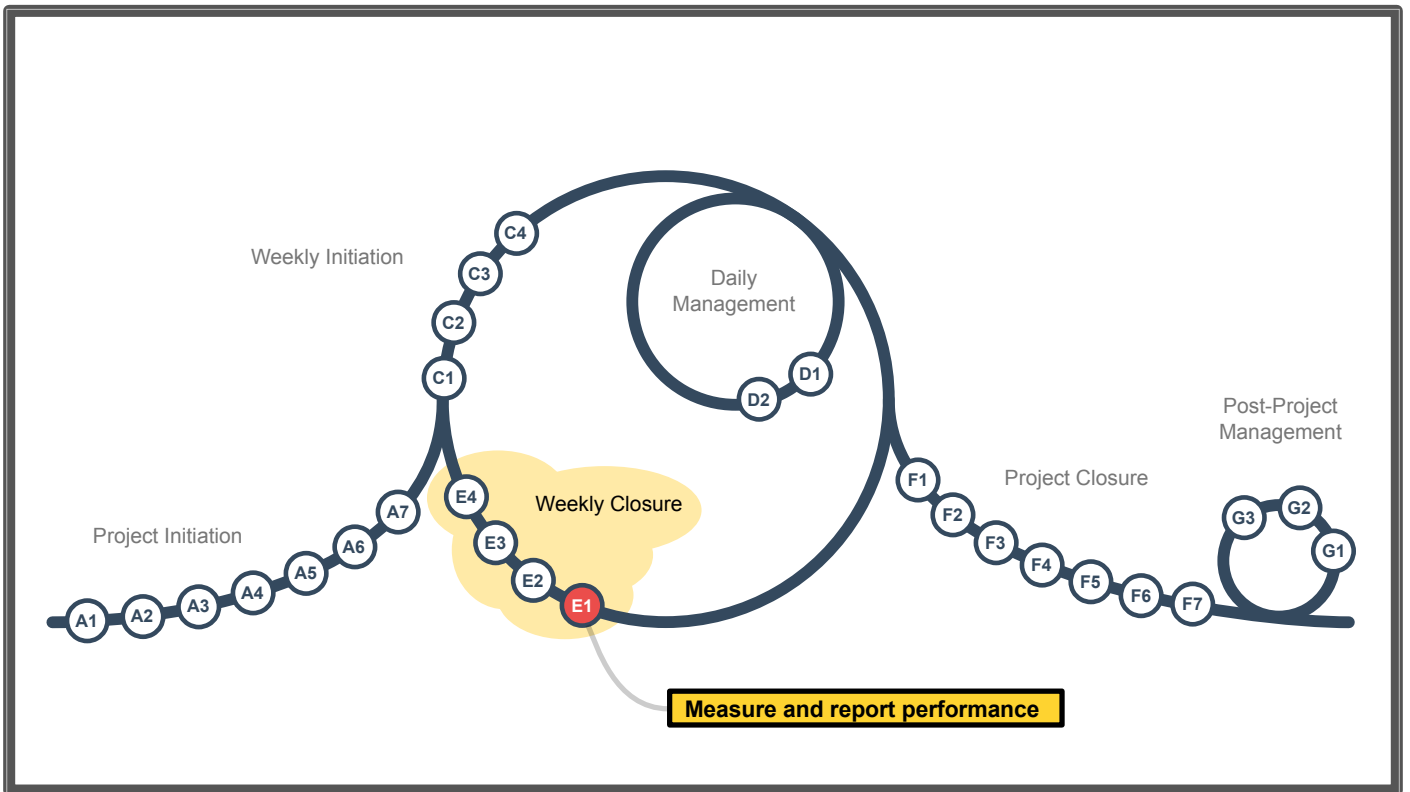 C4
Weekly Initiation
C3
C2
C1
Daily
Management
D1
D2
Post-Project
Management
Project Closure
F1
F2
F3
F4
F5
F6
F7
G3
G2
G1
Weekly Closure
E4
E3
E2
E1
Project Initiation
A7
A6
A5
A4
A3
A2
A1
Measure and report performance